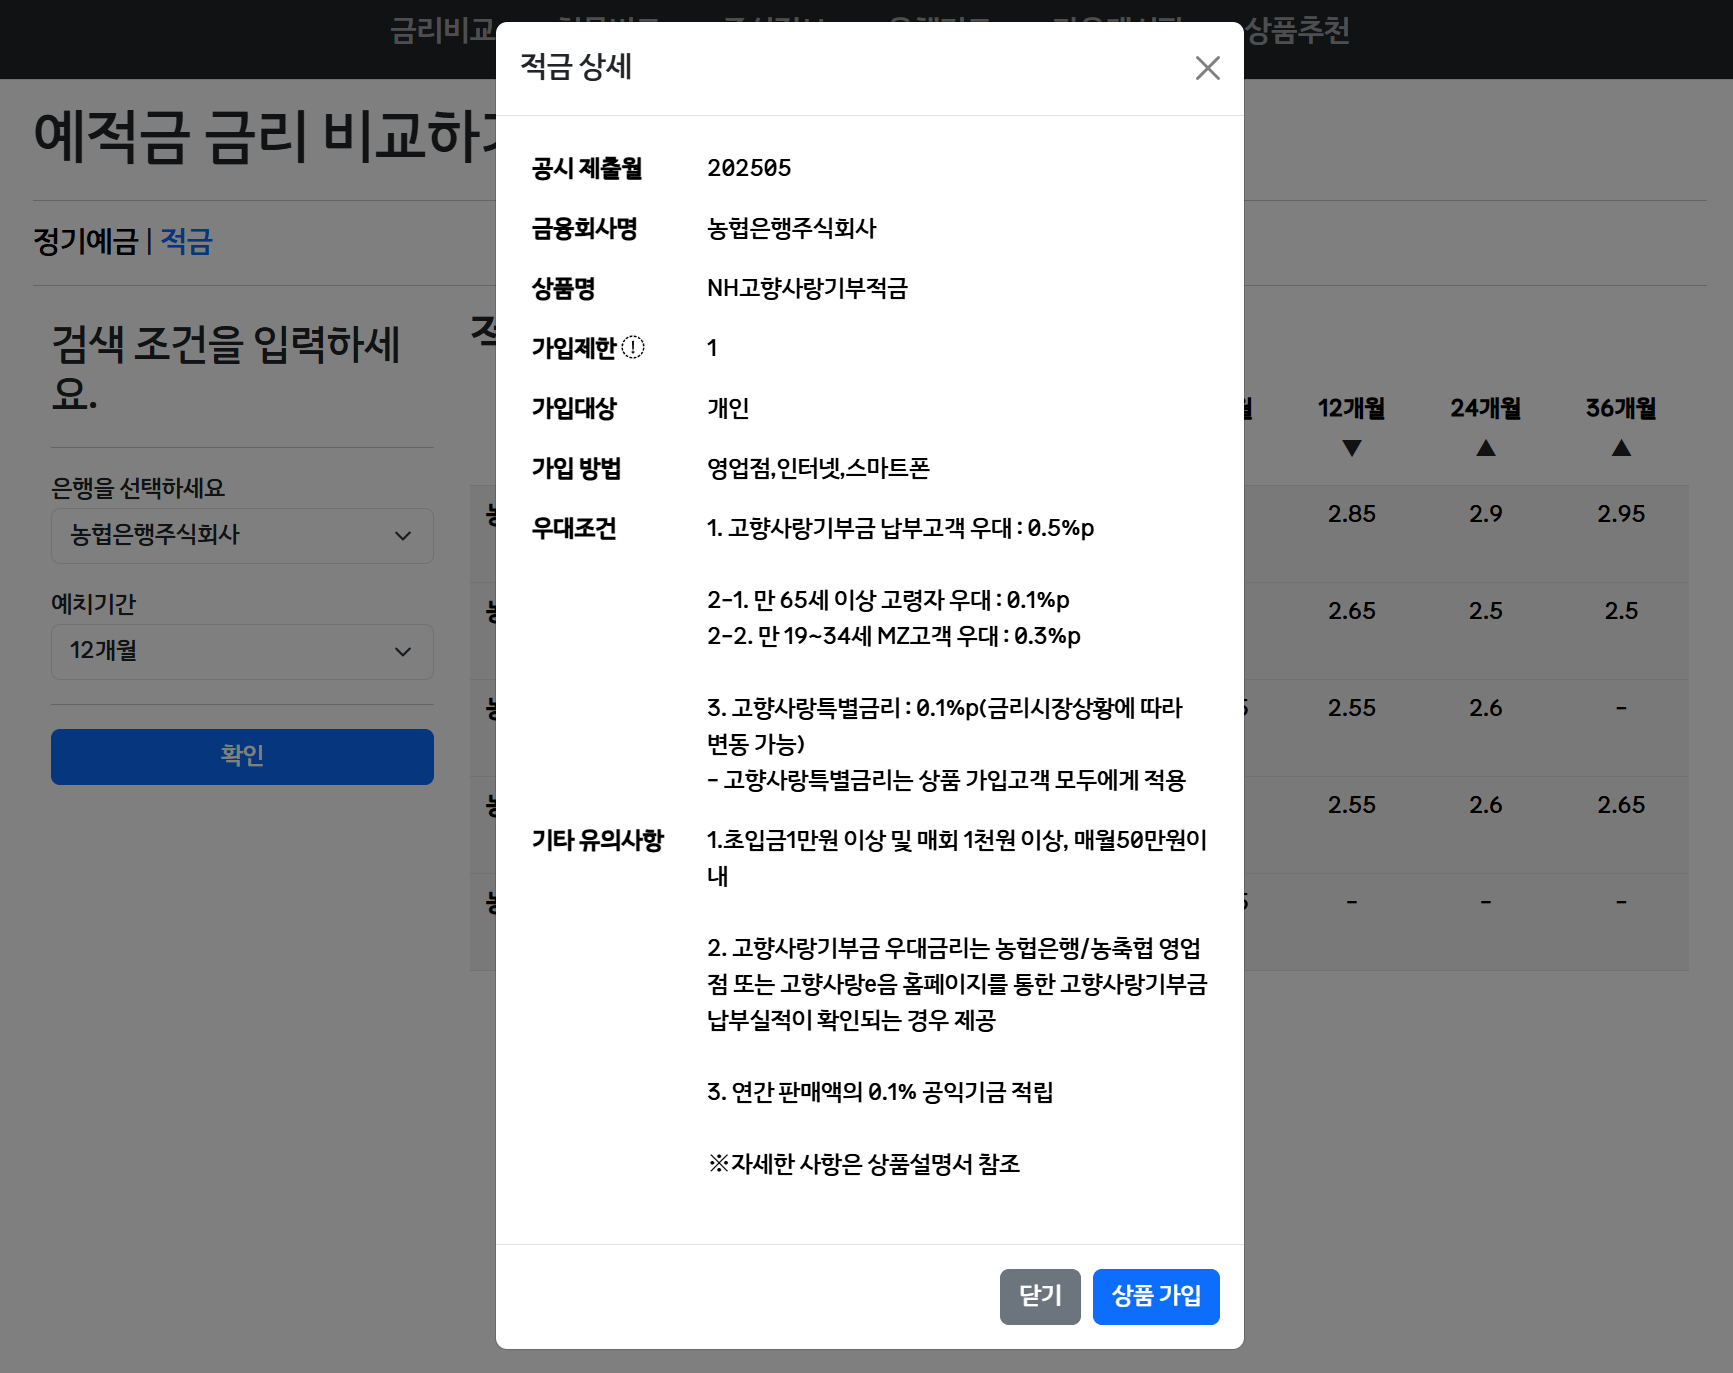 금리비교
상품추천
적금 상세
예적금 금리 비교하
정기예금 | 적금
검색 조건을 입력하세
요.
은행을 선택하세요
농협은행주식회사
예치기간
12개월
확인
공시 제출월 202505
금융회사명 농협은행주식회사
상품명 NH고향사랑기부적금
가입제한 1
가입대상 개인
가입 방법 영업점,인터넷,스마트폰
우대조건 1. 고향사랑기부금 납부고객 우대 : 0.5%p
2-1. 만 65세 이상 고령자 우대 : 0.1%p
2-2. 만 19~34세 MZ고객 우대 : 0.3%p
3. 고향사랑특별금리 : 0.1%p(금리시장상황에 따라
변동 가능)
- 고향사랑특별금리는 상품 가입고객 모두에게 적용
기타 유의사항 1.초입금1만원 이상 및 매회 1천원 이상, 매월50만원이
내
2. 고향사랑기부금 우대금리는 농협은행/농축협 영업
점 또는 고향사랑e음 홈페이지를 통한 고향사랑기부금
납부실적이 확인되는 경우 제공
3. 연간 판매액의 0.1% 공익기금 적립
※자세한 사항은 상품설명서 참조
닫기 상품 가입
12개월 24개월 36개월
▼ ▲ ▲
2.85 2.9 2.95
2.65 2.5 2.5
2.55 2.6 -
2.55 2.6 2.65
- - -